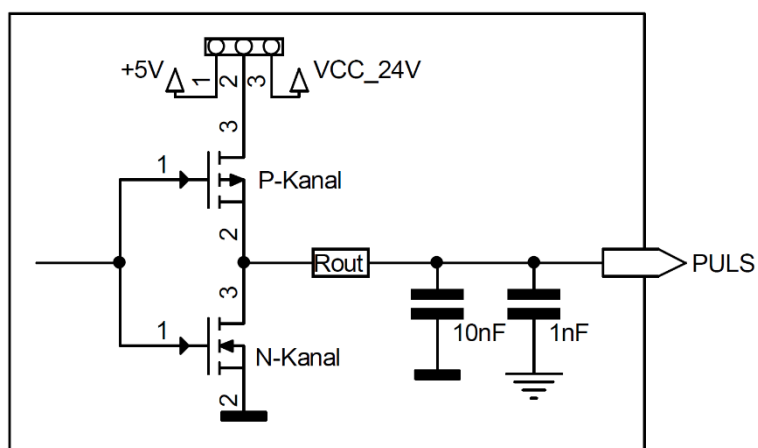 +5V
1
2
3
VCC_24V
3
1
P-Kanal
2
Rout
PULS
3
10nF
1nF
1
N-Kanal
2